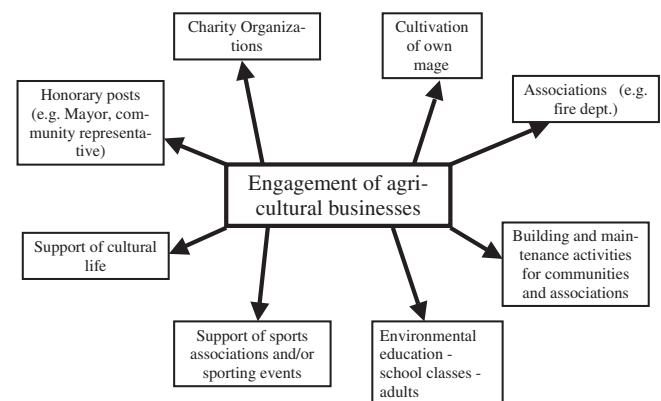 Charity Organiza-
tions
Cultivation
of own
mage
Honorary posts
(e.g. Mayor, com-
munity representa-
tive)
Associations (e.g.
fire dept.)
Engagement of agri-
cultural businesses
Support of cultural
life
Building and main-
tenance activities
for communities
and associations
Support of sports
associations and/or
sporting events
Environmental
education -
school classes -
adults